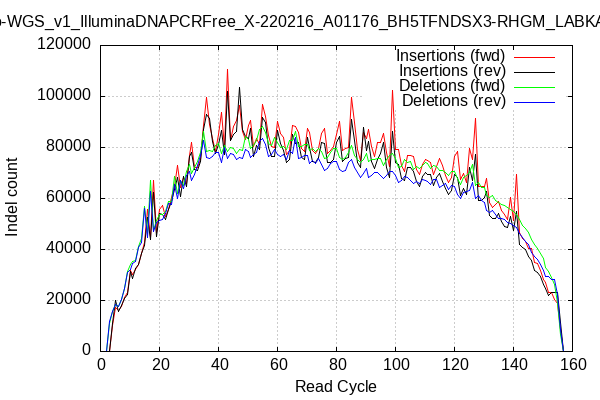 o-WGS_v1_IlluminaDNAPCRFree_X-220216_A01176_BH5TFNDSX3-RHGM_LABKA
Insertions (fwd)
Insertions (rev)
Deletions (fwd)
Deletions (rev)
Indel count
120000
100000
80000
60000
40000
20000
0
0 20 40 60 80 100 120 140 160
Read Cycle